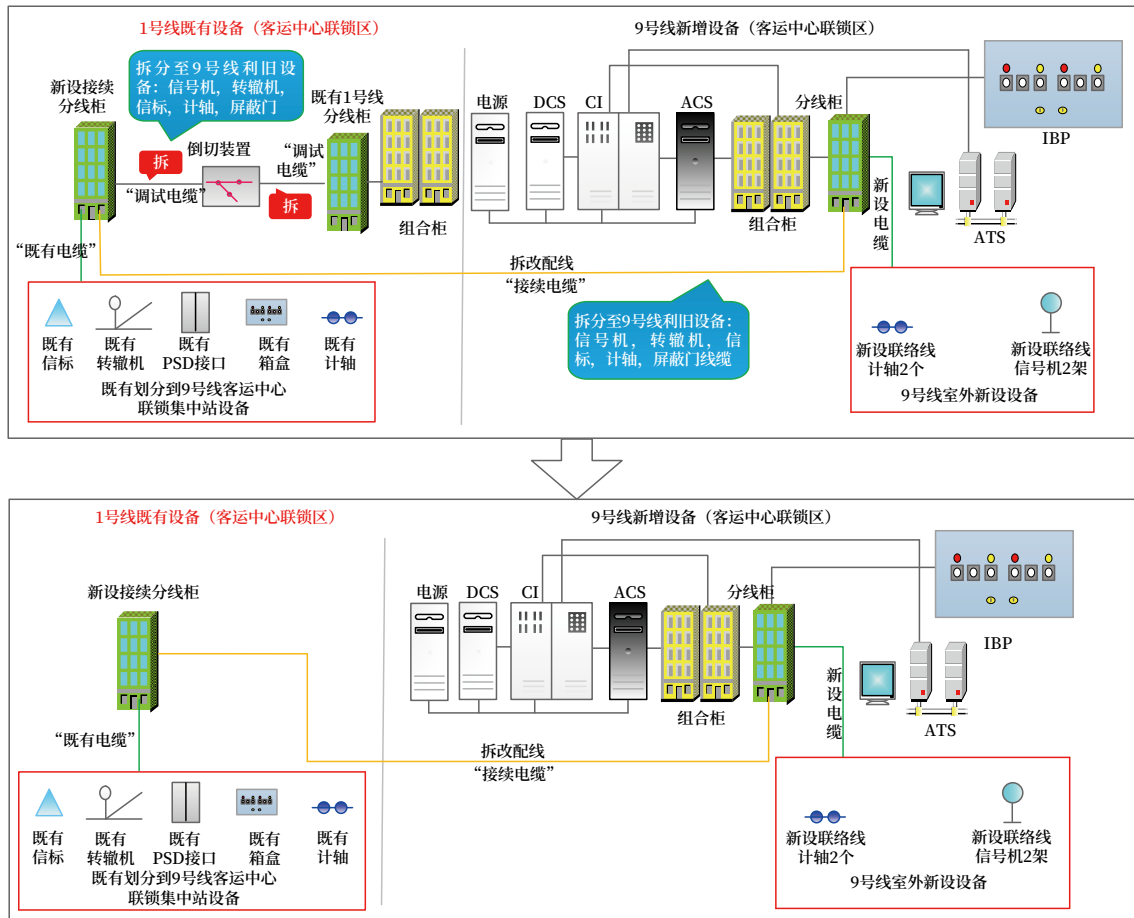 1号线既有设备（客运中心联锁区）
9号线新增设备（客运中心联锁区）
拆分至9号线利旧设
备：信号机，转辙机，
信标，计轴，屏蔽门
新设接续
分线柜
既有1号线
分线柜
拆
倒切装置
“调试
电缆”
“调试电缆”
拆
组合柜
“既有电缆”
电源
DCS
CI
ACS
分线柜
IBP
组合柜
新设电缆
ATS
拆改配线
“接续电缆”
拆分至9号线利旧设备：
信号机，转辙机，信
标，计轴，屏蔽门线缆
既有
信标
既有
转辙机
既有
PSD接口
既有
箱盒
既有
计轴
既有划分到9号线客运中心
联锁集中站设备
新设联络线
计轴2个
新设联络线
信号机2架
9号线室外新设设备
1号线既有设备（客运中心联锁区）
9号线新增设备（客运中心联锁区）
新设接续分线柜
“既有电缆”
电源
DCS
CI
ACS
分线柜
IBP
组合柜
新设电缆
ATS
拆改配线
“接续电缆”
既有
信标
既有
转辙机
既有
PSD接口
既有
箱盒
既有
计轴
既有划分到9号线客运中心
联锁集中站设备
新设联络线
计轴2个
新设联络线
信号机2架
9号线室外新设设备